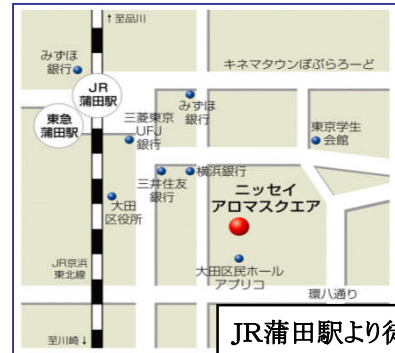 ↑至品川
みずほ
銀行
キネマタウンぽぷらろーど
JR
蒲田駅
みずほ
銀行
東急
蒲田駅
三菱東京
UFJ
銀行
東京学生
会館
三井住友
銀行
横浜銀行
ニッセイ
アロマスクエア
大田
区役所
JR京浜
東北線
大田区民ホール
アプリコ
環八通り
至川崎↓
JR蒲田駅より徒